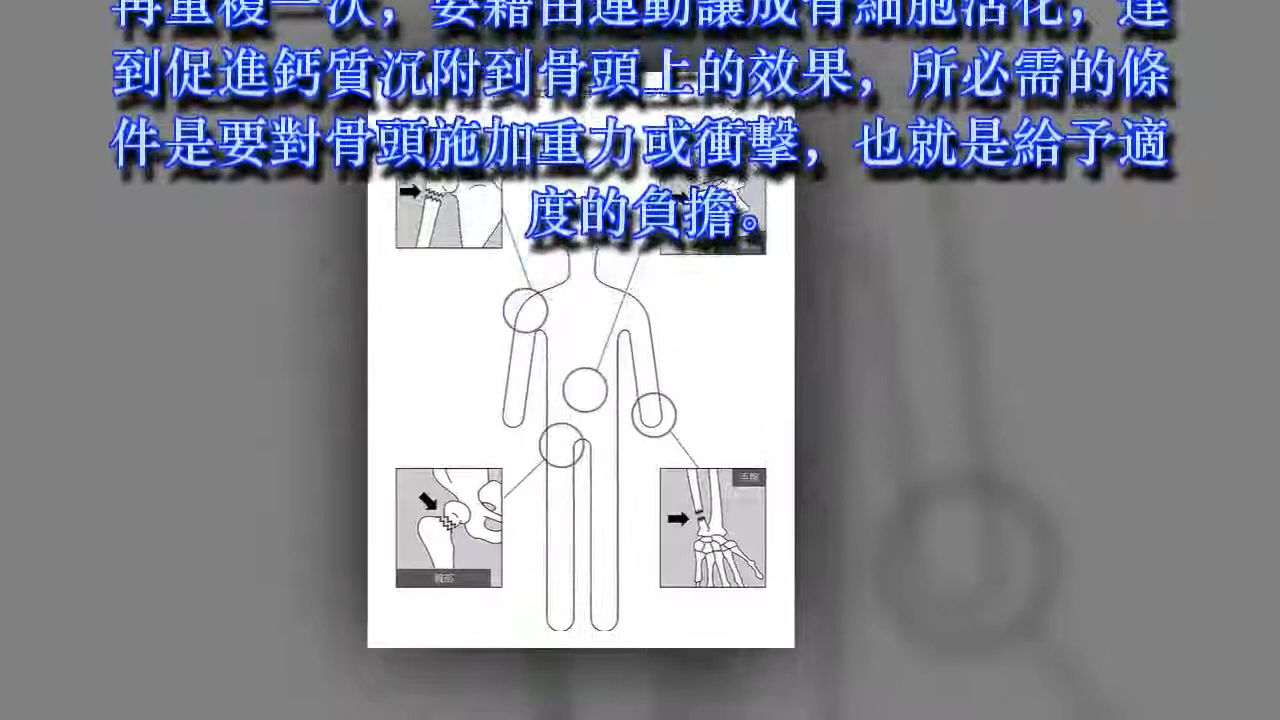 再重複一次，要藉由運動讓成骨細胞活化，達
到促進鈣質沉附到骨頭上的效果，所必需的條
件是要對骨頭施加重力或衝擊，也就是給予適
度的負擔。